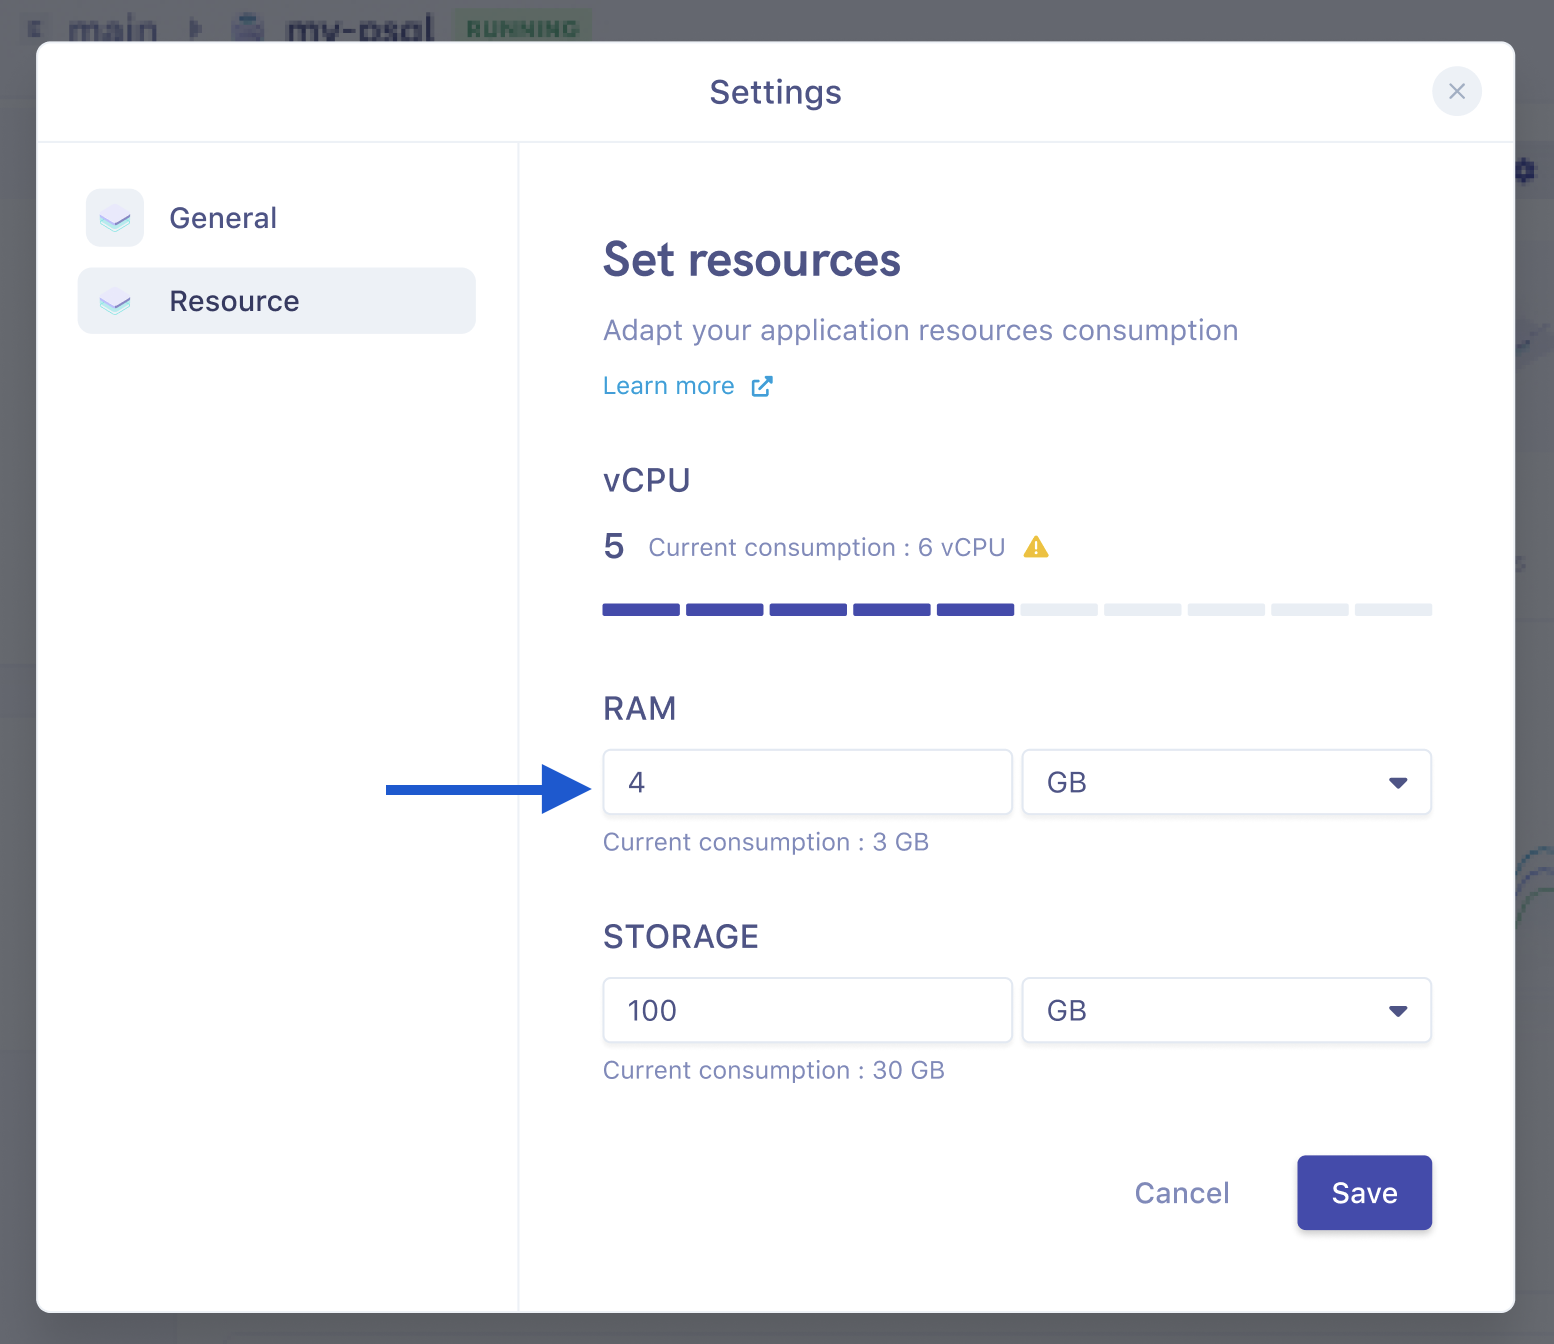 main my-psql RUNNING
Settings
General
Resource
Set resources
Adapt your application resources consumption
Learn more
vCPU
5 Current consumption : 6 vCPU
RAM
4 GB
Current consumption : 3 GB
STORAGE
100 GB
Current consumption : 30 GB
Cancel Save